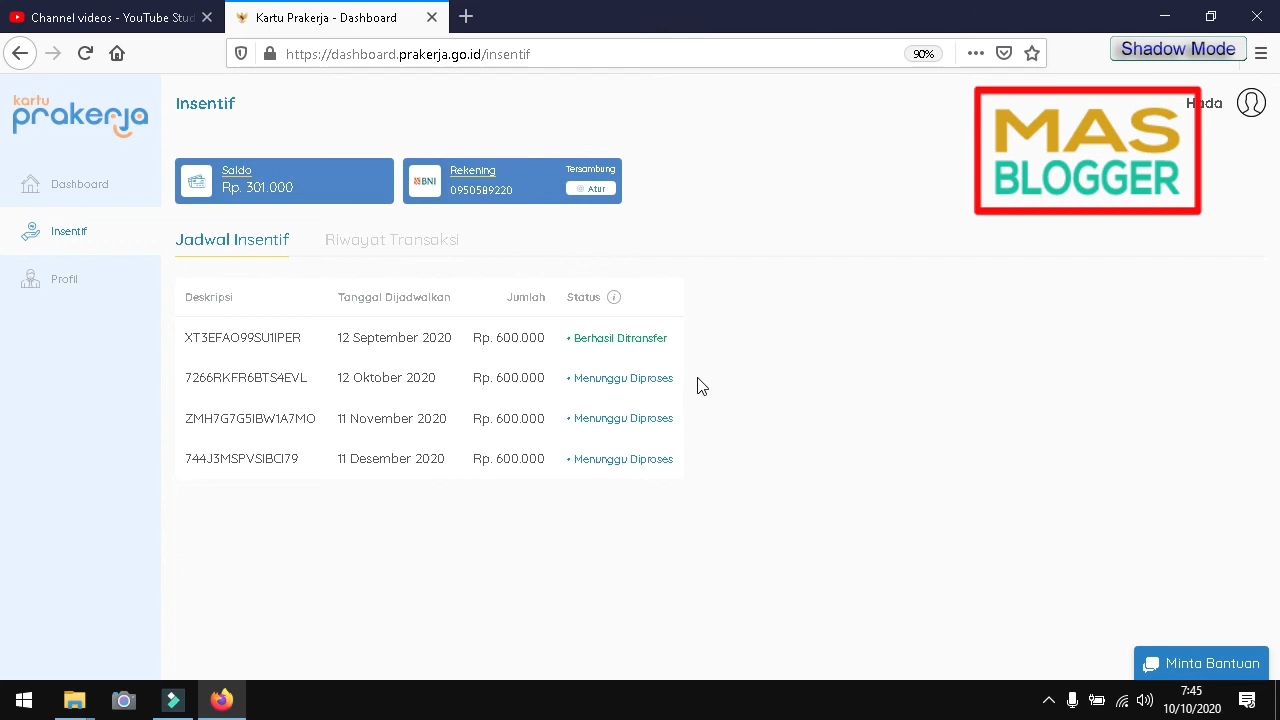 Channel videos - YouTube Stud
Kartu Prakerja - Dashboard
https://dashboard.prakerja.go.id/insentif
90%
Shadow Mode
kartu
prakerja
Insentif
Huda
MAS
BLOGGER
Dashboard
Insentif
Profil
Saldo
Rp. 301.000
BNI
Rekening
0950589220
Tersambung
Atur
Jadwal Insentif
Riwayat Transaksi
Deskripsi Tanggal Dijadwalkan Jumlah Status i
XT3EFAO99SU1IPER 12 September 2020 Rp. 600.000 • Berhasil Ditransfer
7266RKFR6BTS4EVL 12 Oktober 2020 Rp. 600.000 • Menunggu Diproses
ZMH7G7G5IBW1A7MO 11 November 2020 Rp. 600.000 • Menunggu Diproses
744J3MSPVSIBCI79 11 Desember 2020 Rp. 600.000 • Menunggu Diproses
Minta Bantuan
7:45
10/10/2020